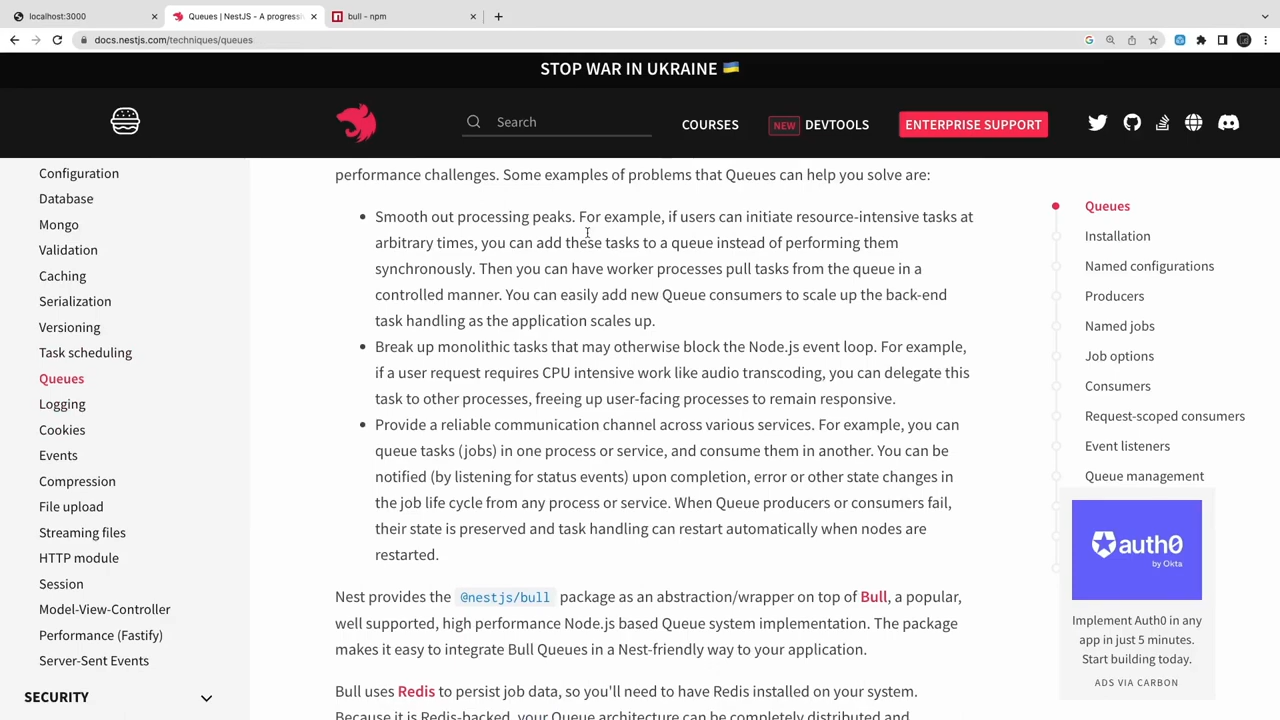 localhost:3000
Queues | NestJS - A progressi
bull - npm
docs.nestjs.com/techniques/queues
STOP WAR IN UKRAINE 🇺🇦
Search
COURSES
NEW
DEVTOOLS
ENTERPRISE SUPPORT
Configuration
Database
Mongo
Validation
Caching
Serialization
Versioning
Task scheduling
Queues
Logging
Cookies
Events
Compression
File upload
Streaming files
HTTP module
Session
Model-View-Controller
Performance (Fastify)
Server-Sent Events
SECURITY
performance challenges. Some examples of problems that Queues can help you solve are:
• Smooth out processing peaks. For example, if users can initiate resource-intensive tasks at
arbitrary times, you can add these tasks to a queue instead of performing them
synchronously. Then you can have worker processes pull tasks from the queue in a
controlled manner. You can easily add new Queue consumers to scale up the back-end
task handling as the application scales up.
• Break up monolithic tasks that may otherwise block the Node.js event loop. For example,
if a user request requires CPU intensive work like audio transcoding, you can delegate this
task to other processes, freeing up user-facing processes to remain responsive.
• Provide a reliable communication channel across various services. For example, you can
queue tasks (jobs) in one process or service, and consume them in another. You can be
notified (by listening for status events) upon completion, error or other state changes in
the job life cycle from any process or service. When Queue producers or consumers fail,
their state is preserved and task handling can restart automatically when nodes are
restarted.
Nest provides the @nestjs/bull package as an abstraction/wrapper on top of Bull, a popular,
well supported, high performance Node.js based Queue system implementation. The package
makes it easy to integrate Bull Queues in a Nest-friendly way to your application.
Bull uses Redis to persist job data, so you'll need to have Redis installed on your system.
Because it is Redis-backed, your Queue architecture can be completely distributed and
Queues
Installation
Named configurations
Producers
Named jobs
Job options
Consumers
Request-scoped consumers
Event listeners
Queue management
auth0
by Okta
Implement Auth0 in any
app in just 5 minutes.
Start building today.
ADS VIA CARBON